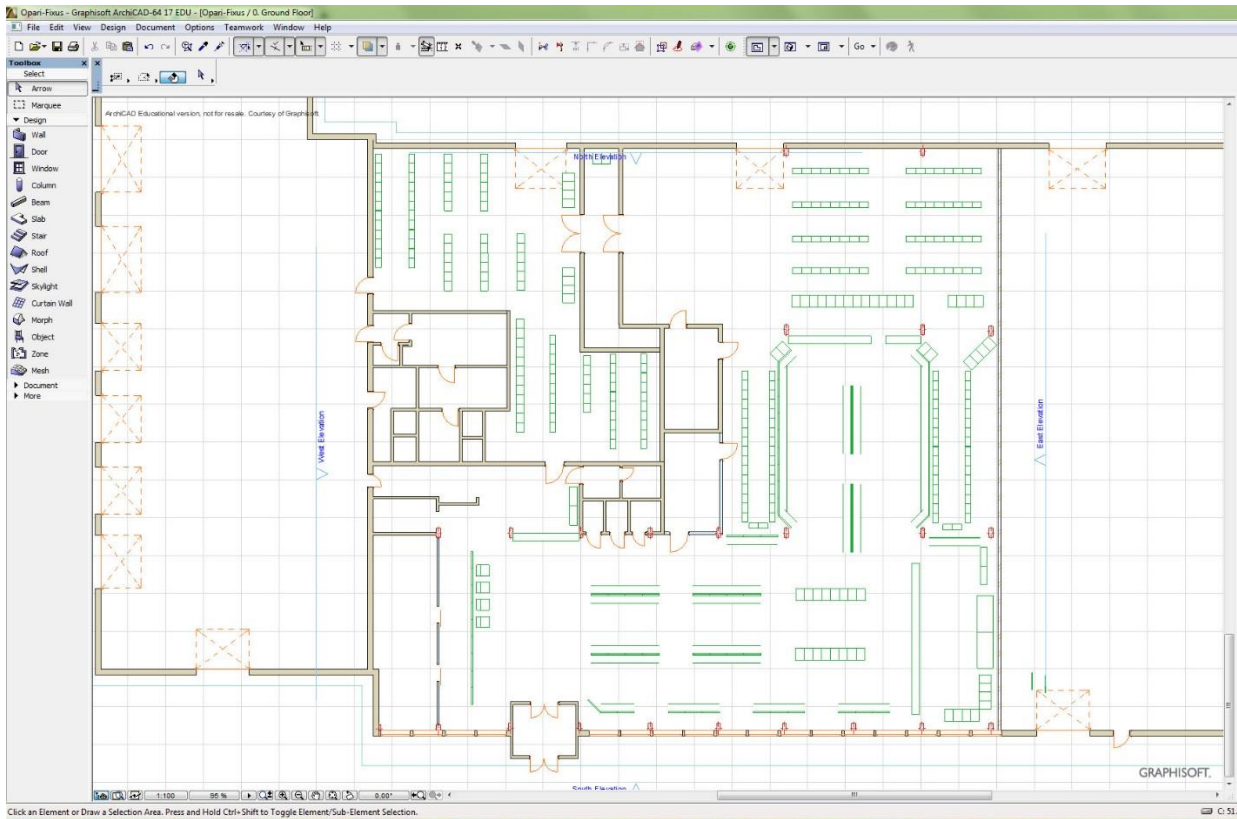 Opari-Fixus - Graphisoft ArchiCAD-64 17 EDU - [Opari-Fixus / 0. Ground Floor]
File Edit View Design Document Options Teamwork Window Help
Go
Toolbox
Select
Arrow
Marquee
Design
Wall
Door
Window
Column
Beam
Slab
Stair
Roof
Shell
Skylight
Curtain Wall
Morph
Object
Zone
Mesh
Document
More
ArchiCAD Educational version, not for resale. Courtesy of Graphisoft
North Elevation
West Elevation
East Elevation
South Elevation
GRAPHISOFT.
1:100 95 % 0.00°
Click an Element or Draw a Selection Area. Press and Hold Ctrl+Shift to Toggle Element/Sub-Element Selection.
C: 51.